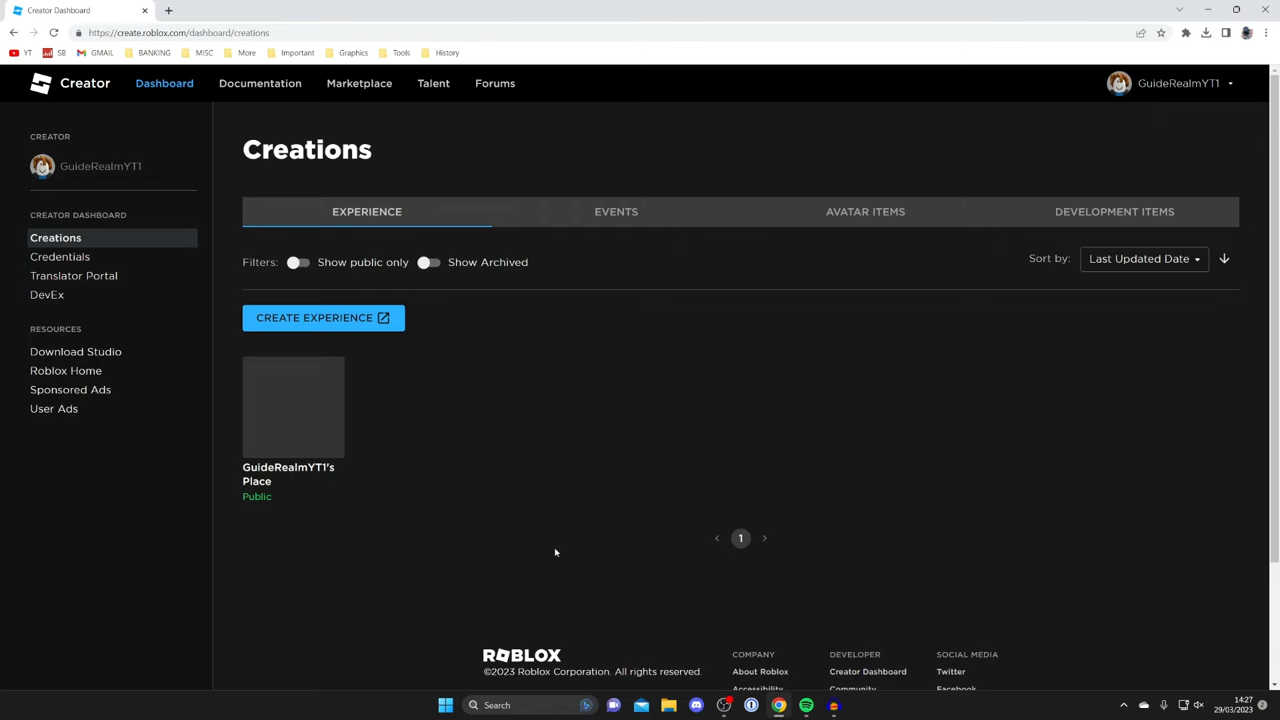 Creator Dashboard
https://create.roblox.com/dashboard/creations
YT
SB
GMAIL
BANKING
MISC
More
Important
Graphics
Tools
History
Creator
Dashboard
Documentation
Marketplace
Talent
Forums
GuideRealmYT1
CREATOR
GuideRealmYT1
CREATOR DASHBOARD
Creations
Credentials
Translator Portal
DevEx
RESOURCES
Download Studio
Roblox Home
Sponsored Ads
User Ads
Creations
EXPERIENCE
EVENTS
AVATAR ITEMS
DEVELOPMENT ITEMS
Filters:
Show public only
Show Archived
Sort by:
Last Updated Date
CREATE EXPERIENCE
GuideRealmYT1's
Place
Public
1
ROBLOX
©2023 Roblox Corporation. All rights reserved.
COMPANY
About Roblox
Accessibility
DEVELOPER
Creator Dashboard
Community
SOCIAL MEDIA
Twitter
Facebook
Search
14:27
29/03/2023
2